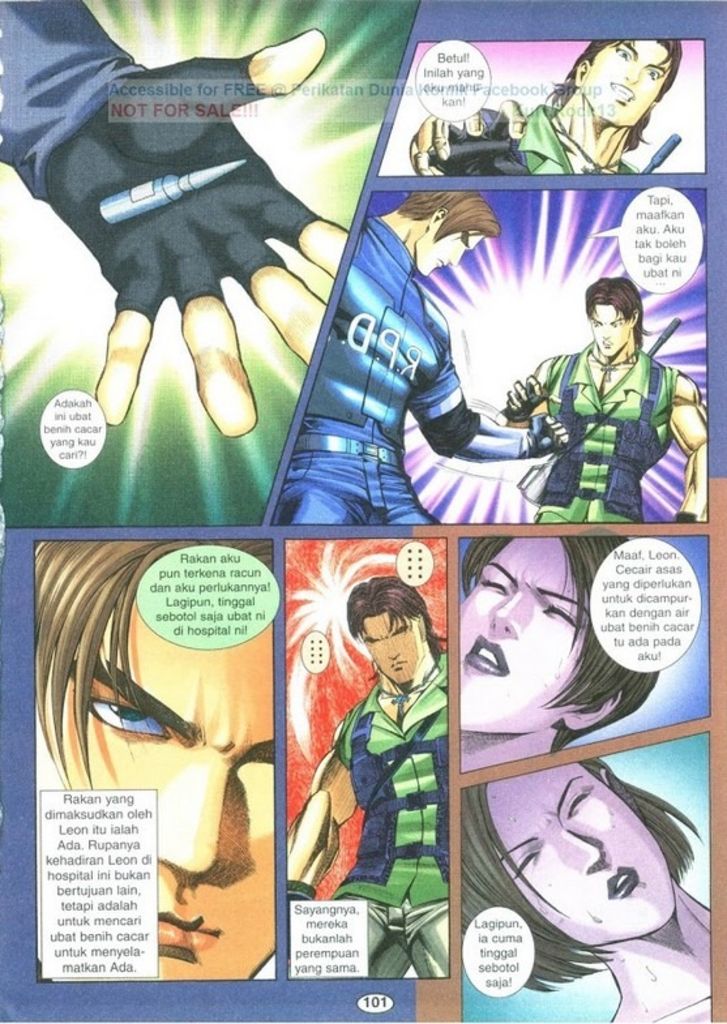 Accessible for FREE @ Perikatan Dunia Komik Facebook Group
NOT FOR SALE!!!
Betul!
Inilah yang
aku mahu-
kan!
Adakah
ini ubat
benih cacar
yang kau
cari?!
R.P.D.
Tapi,
maafkan
aku. Aku
tak boleh
bagi kau
ubat ni
...
Rakan aku
pun terkena racun
dan aku perlukannya!
Lagipun, tinggal
sebotol saja ubat ni
di hospital ni!
Rakan yang
dimaksudkan oleh
Leon itu ialah
Ada. Rupanya
kehadiran Leon di
hospital ini bukan
bertujuan lain,
tetapi adalah
untuk mencari
ubat benih cacar
untuk menyela-
matkan Ada.
Sayangnya,
mereka
bukanlah
perempuan
yang sama.
Maaf, Leon.
Cecair asas
yang diperlukan
untuk dicampur-
kan dengan air
ubat benih cacar
tu ada pada
aku!
Lagipun,
ia cuma
tinggal
sebotol
saja!
101